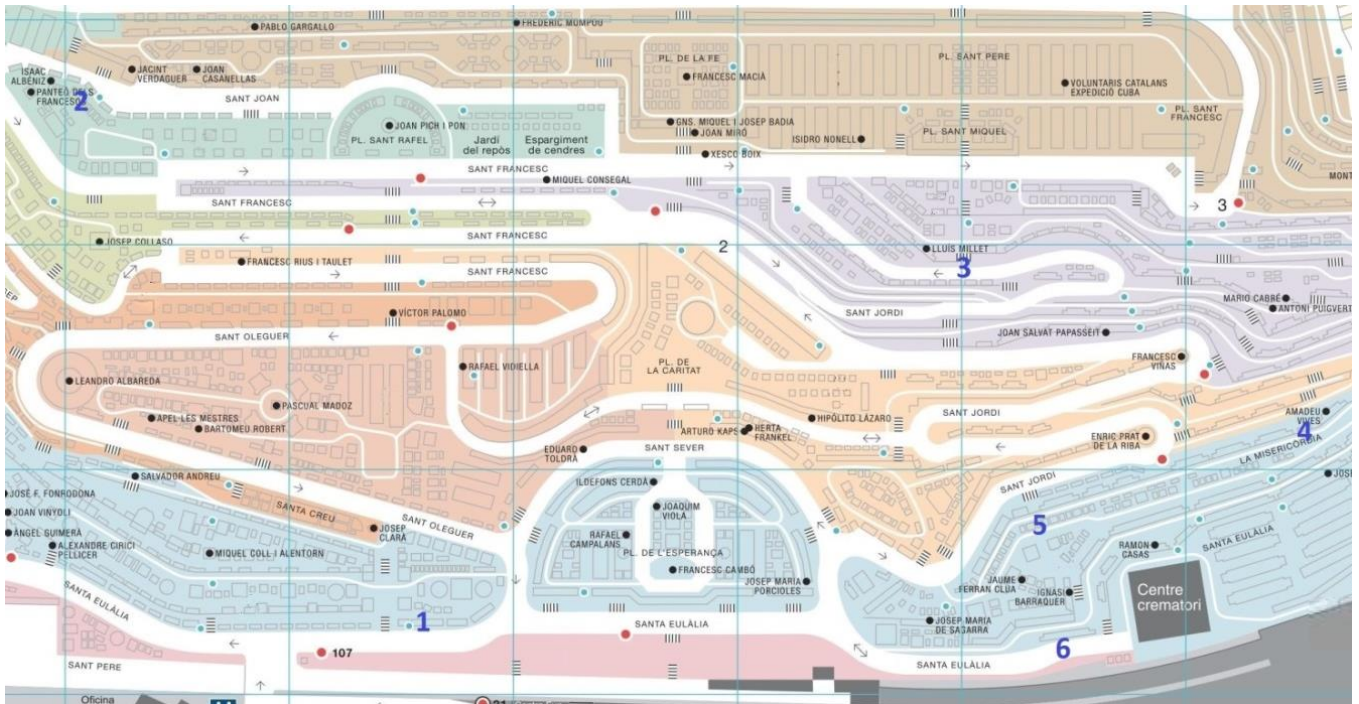 PABLO GARGALLO
FREDERIC MOMPOU
JACINT
VERDAGUER
JOAN
CASANELLAS
ISAAC
ALBÉNIZ
PANTEÓ DELS
FRANCESOS
2
SANT JOAN
PL. DE LA FE
FRANCESC MACIÀ
PL. SANT PERE
VOLUNTARIS CATALANS
EXPEDICIÓ CUBA
PL. SANT
FRANCESC
GNS. MIQUEL I JOSEP BADIA
JOAN MIRÓ
ISIDRO NONELL
PL. SANT MIQUEL
XESCO BOIX
JOAN PICH I PON
PL. SANT RAFEL
Jardí
del repòs
Espargiment
de cendres
SANT FRANCESC
MIQUEL CONSEGAL
MONT
SANT FRANCESC
3
JOSEP COLLASO
SANT FRANCESC
2
LLUÍS MILLET
3
FRANCESC RIUS I TAULET
SANT FRANCESC
MARIO CABRÉ
ANTONI PUIGVERT
VÍCTOR PALOMO
SANT JORDI
SANT OLEGUER
JOAN SALVAT PAPASSEIT
FRANCESC
VIÑAS
PL. DE
LA CARITAT
RAFAEL VIDIELLA
LEANDRO ALBAREDA
PASCUAL MADOZ
APEL·LES MESTRES
BARTOMEU ROBERT
HIPÓLITO LÁZARO
SANT JORDI
AMADEU
VIVES
4
ARTURO KAPS
HERTA
FRANKEL
ENRIC PRAT
DE LA RIBA
LA MISERICÒRDIA
EDUARD
TOLDRÀ
SANT SEVER
SALVADOR ANDREU
ILDEFONS CERDÀ
SANT JORDI
JOSE
JOSÉ F. FONRODONA
JOAN VINYOLI
ÀNGEL GUIMERÀ
ALEXANDRE CIRICI
PELLICER
SANTA CREU
SANT OLEGUER
JOSEP
CLARÀ
MIQUEL COLL I ALENTORN
JOAQUIM
VIOLA
RAFAEL
CAMPALANS
PL. DE L'ESPERANÇA
FRANCESC CAMBÓ
JOSEP MARIA
PORCIOLES
5
RAMON
CASAS
SANTA EULÀLIA
JAUME
FERRAN CLUA
IGNASI
BARRAQUER
Centre
crematori
JOSEP MARIA
DE SAGARRA
SANTA EULÀLIA
1
SANTA EULÀLIA
6
107
SANT PERE
SANTA EULÀLIA
Oficina
21